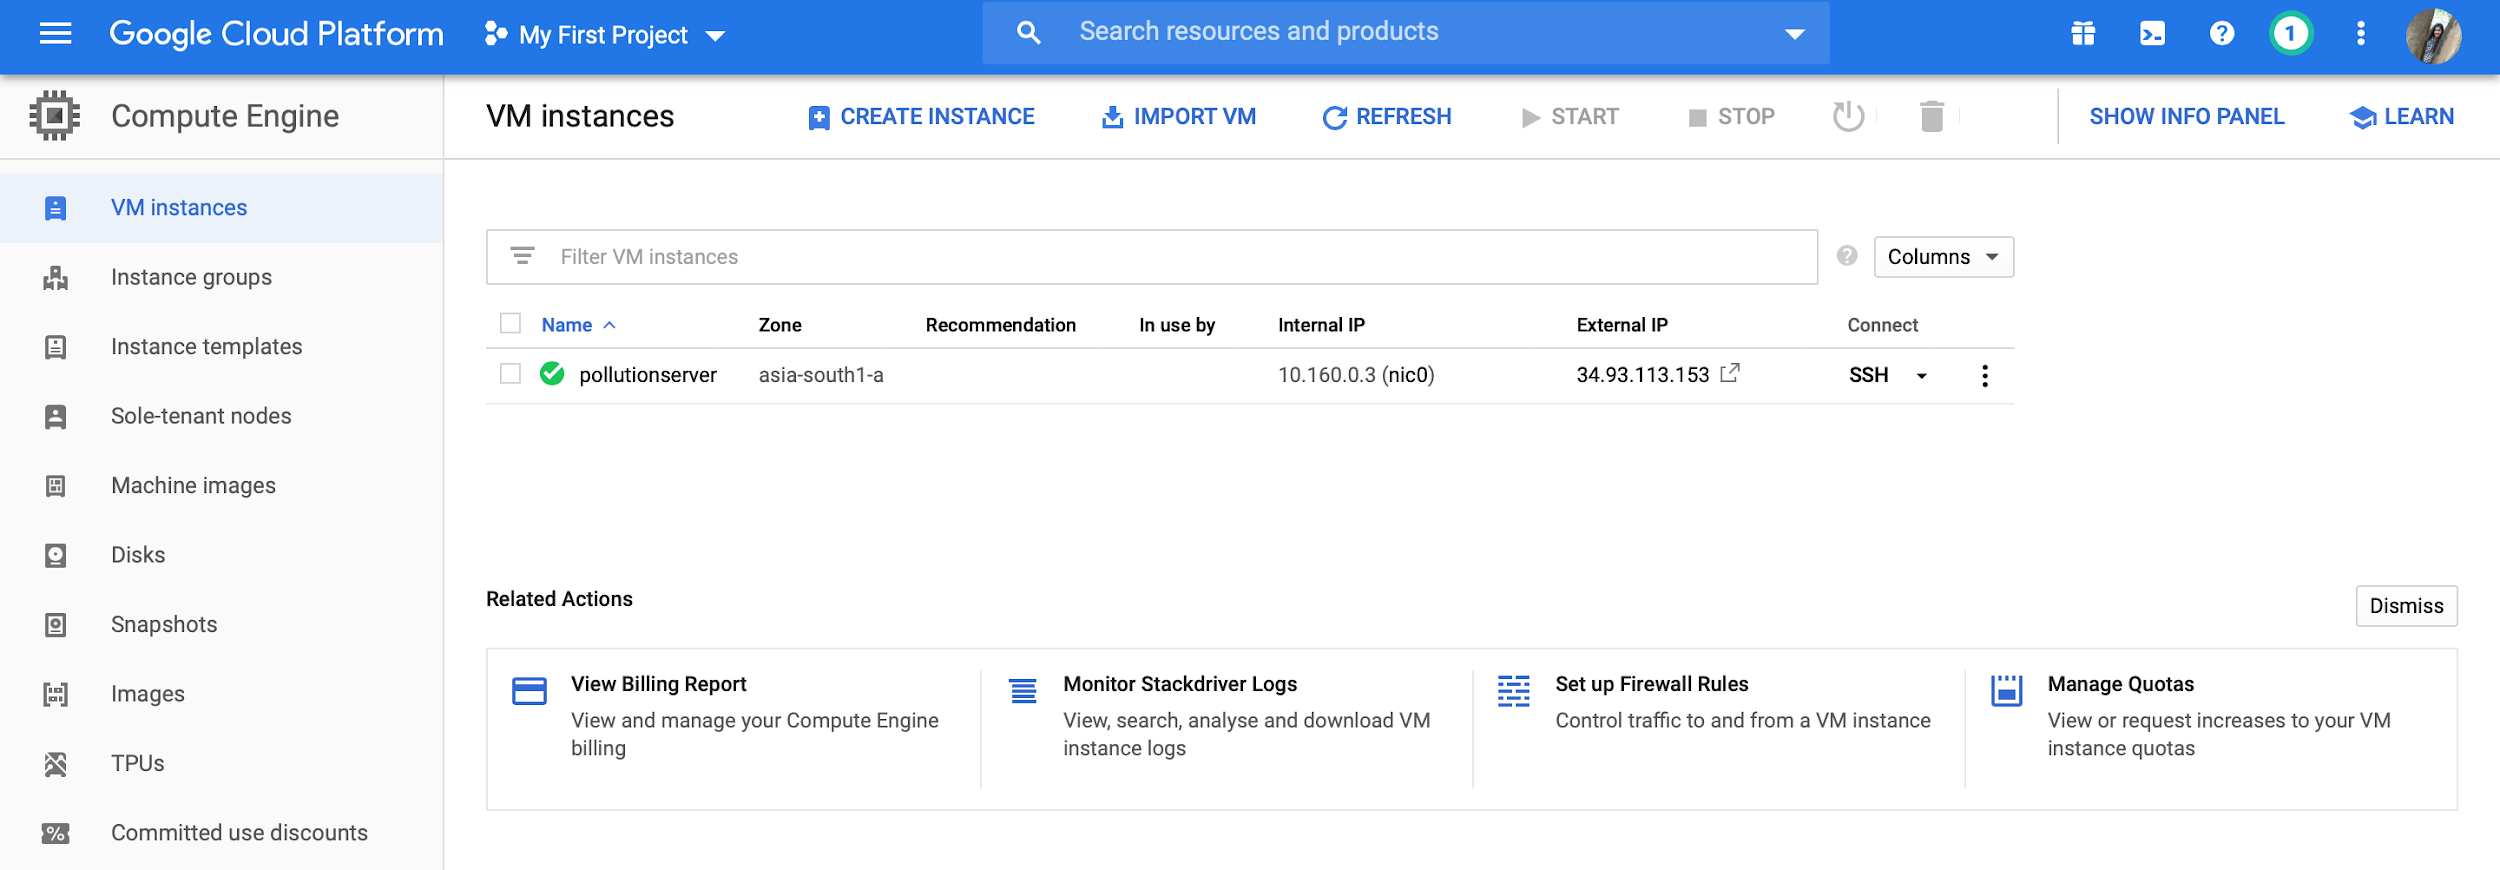 Google Cloud Platform My First Project Search resources and products 1
Compute Engine
VM instances CREATE INSTANCE IMPORT VM REFRESH START STOP SHOW INFO PANEL LEARN
VM instances
Instance groups
Instance templates
Sole-tenant nodes
Machine images
Disks
Snapshots
Images
TPUs
Committed use discounts
Filter VM instances Columns
Name Zone Recommendation In use by Internal IP External IP Connect
pollutionserver asia-south1-a 10.160.0.3 (nic0) 34.93.113.153 SSH
Related Actions Dismiss
View Billing Report
View and manage your Compute Engine
billing
Monitor Stackdriver Logs
View, search, analyse and download VM
instance logs
Set up Firewall Rules
Control traffic to and from a VM instance
Manage Quotas
View or request increases to your VM
instance quotas